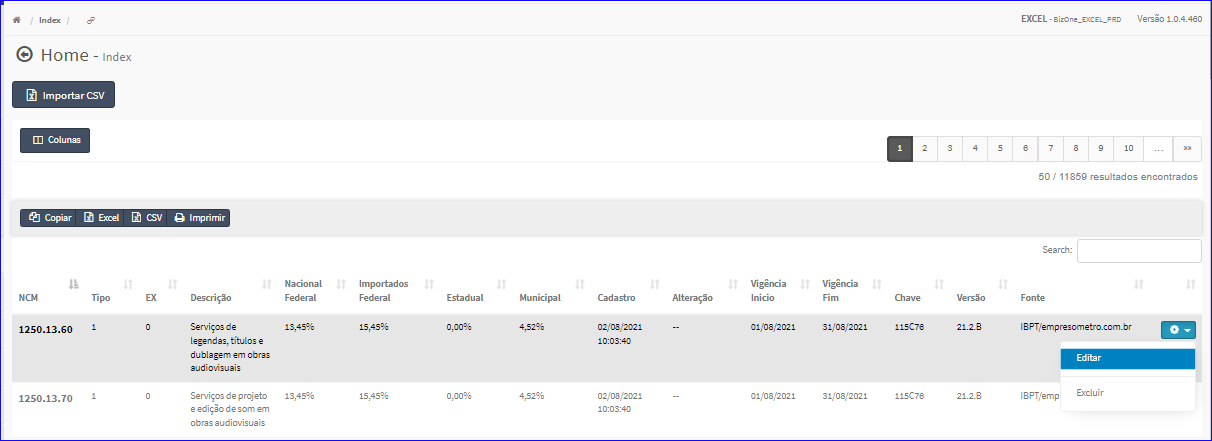 / Index /
EXCEL - BizOne_EXCEL_PRD Versão 1.0.4.460
Home - Index
Importar CSV
Colunas
1 2 3 4 5 6 7 8 9 10 ... »»
50 / 11859 resultados encontrados
Copiar Excel CSV Imprimir
Search:
NCM Tipo EX Descrição Nacional Federal Importados Federal Estadual Municipal Cadastro Alteração Vigência Inicio Vigência Fim Chave Versão Fonte
1250.13.60 1 0 Serviços de 13,45% 15,45% 0,00% 4,52% 02/08/2021 -- 01/08/2021 31/08/2021 115C76 21.2.B IBPT/empresometro.com.br
legendas, títulos e 10:03:40
dublagem em obras
audiovisuais
Editar
Excluir
1250.13.70 1 0 Serviços de projeto 13,45% 15,45% 0,00% 4,52% 02/08/2021 -- 01/08/2021 31/08/2021 115C76 21.2.B IBPT/emp
e edição de som em 10:03:40
obras audiovisuais